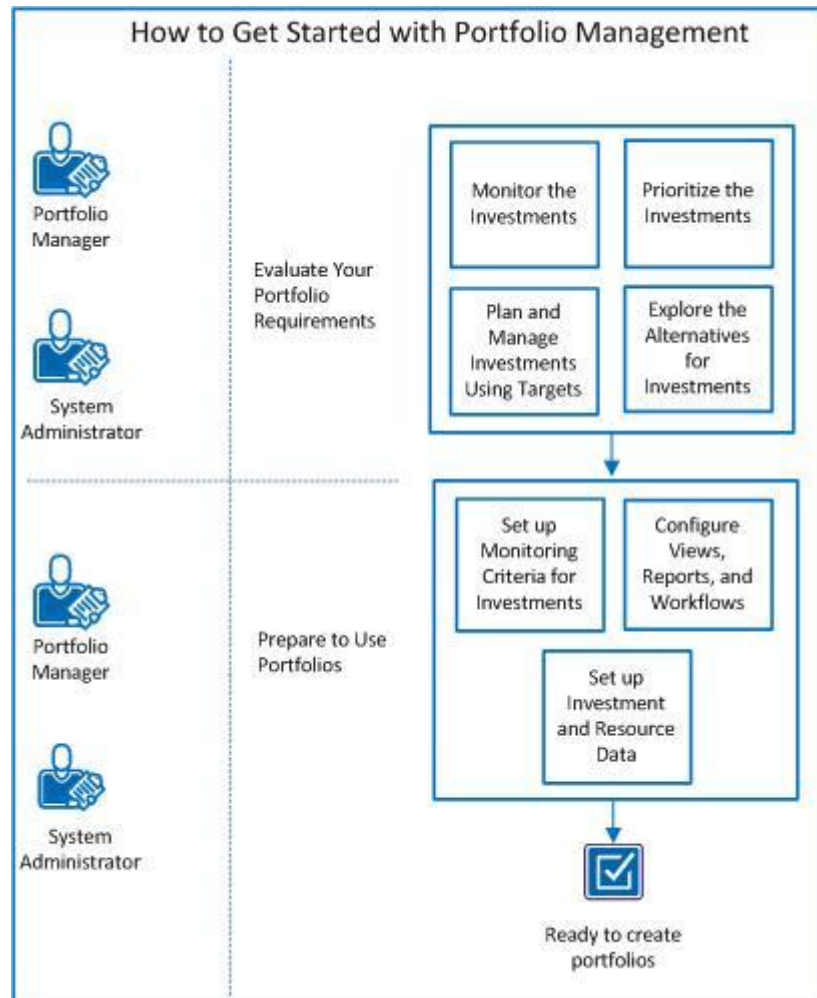 How to Get Started with Portfolio Management
Portfolio
Manager
System
Administrator
Evaluate Your
Portfolio
Requirements
Monitor the
Investments
Prioritize the
Investments
Plan and
Manage
Investments
Using Targets
Explore the
Alternatives
for
Investments
Portfolio
Manager
System
Administrator
Prepare to Use
Portfolios
Set up
Monitoring
Criteria for
Investments
Configure
Views,
Reports, and
Workflows
Set up
Investment
and Resource
Data
Ready to create
portfolios